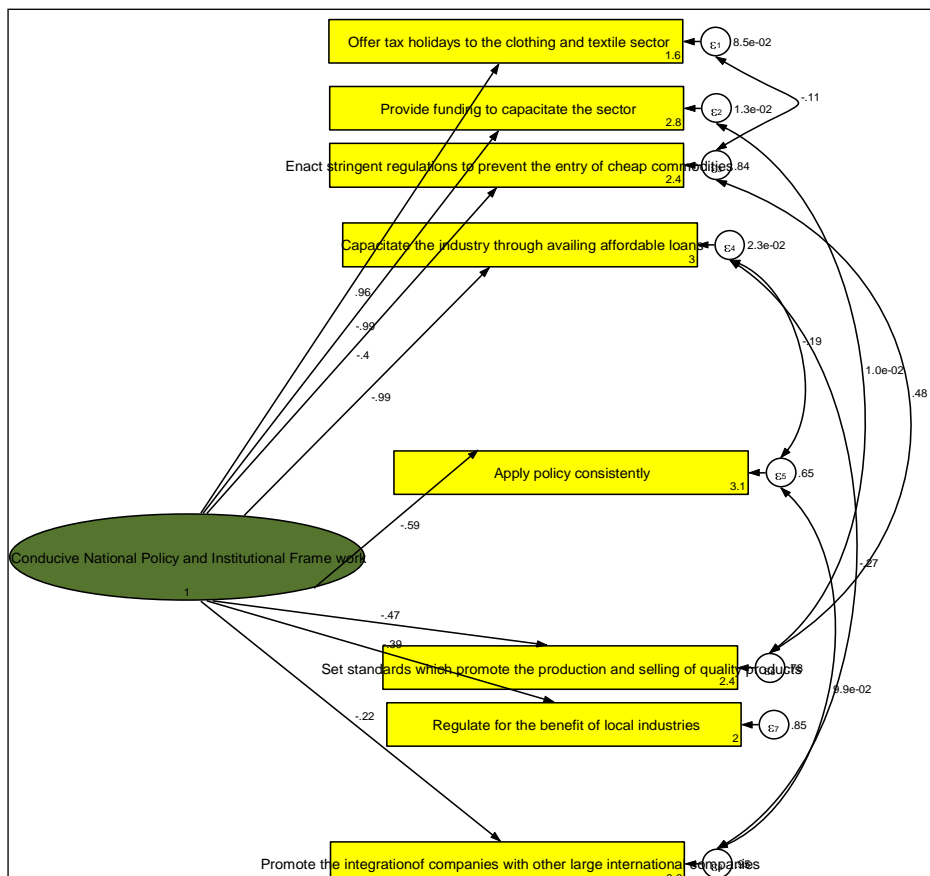 Offer tax holidays to the clothing and textile sector
1.6
ε1
8.5e-02
-.11
Provide funding to capacitate the sector
2.8
ε2
1.3e-02
Enact stringent regulations to prevent the entry of cheap commodities
2.4
.84
Capacitate the industry through availing affordable loans
3
ε4
2.3e-02
.96
-.99
-.4
-.99
-.19
1.0e-02
.48
Apply policy consistently
3.1
ε5
.65
-.59
Conducive National Policy and Institutional Frame work
1
-.27
-.47
-.39
Set standards which promote the production and selling of quality products
2.4
.78
9.9e-02
-.22
Regulate for the benefit of local industries
2
ε7
.85
Promote the integrationof companies with other large international companies